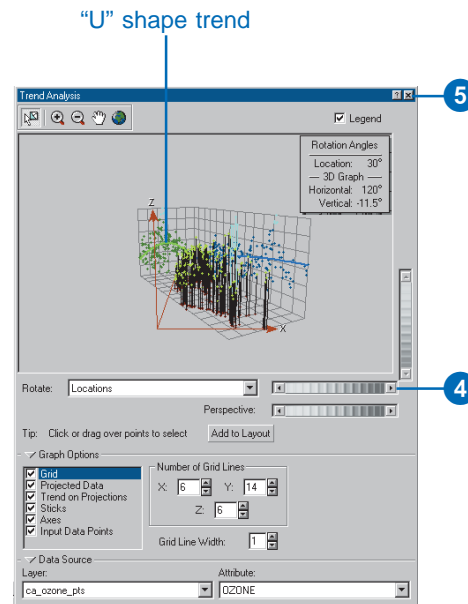 “U” shape trend
Trend Analysis
5
Legend
Rotation Angles
Location: 30°
3D Graph
Horizontal: 120°
Vertical: -11.5°
Z
X
Rotate: Locations
4
Perspective:
Tip: Click or drag over points to select Add to Layout
Graph Options
Grid
Projected Data
Trend on Projections
Sticks
Axes
Input Data Points
Number of Grid Lines
X: 6 Y: 14
Z: 6
Grid Line Width: 1
Data Source
Layer: Attribute:
ca_ozone_pts OZONE